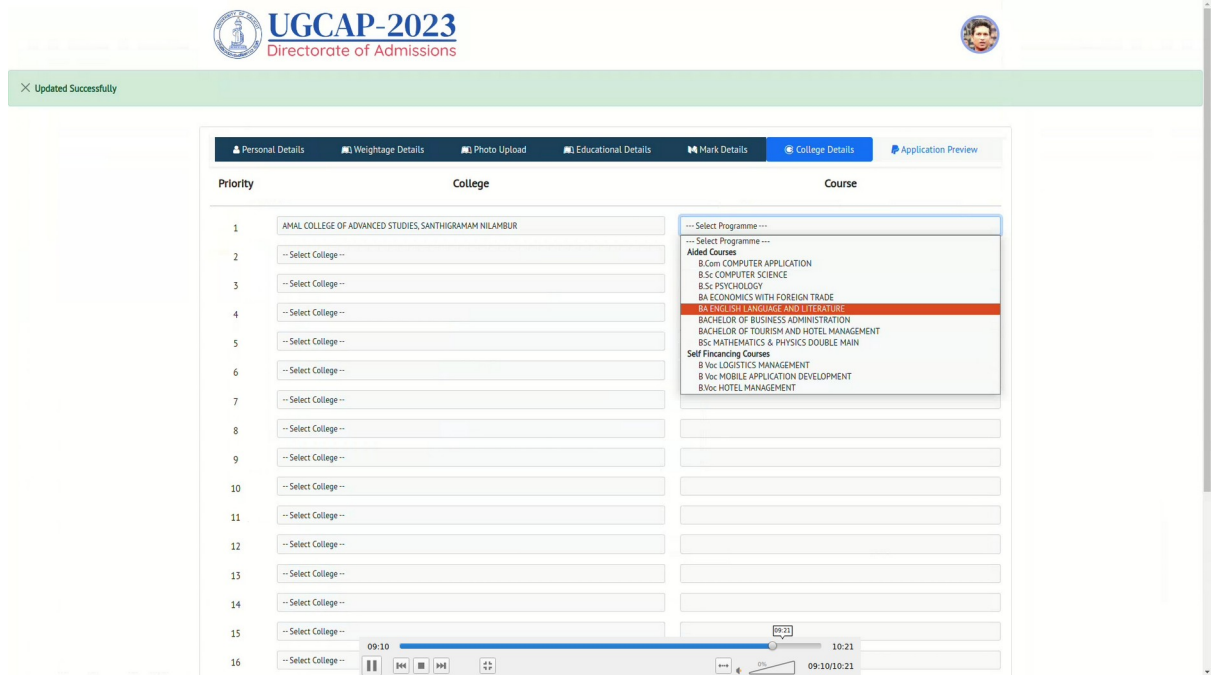 UGCAP-2023
Directorate of Admissions
Updated Successfully
Personal Details Weightage Details Photo Upload Educational Details Mark Details College Details Application Preview
Priority College Course
1 AMAL COLLEGE OF ADVANCED STUDIES, SANTHIGRAMAM NILAMBUR --- Select Programme ---
--- Select Programme ---
Aided Courses
B.Com COMPUTER APPLICATION
B.Sc COMPUTER SCIENCE
B.Sc PSYCHOLOGY
BA ECONOMICS WITH FOREIGN TRADE
BA ENGLISH LANGUAGE AND LITERATURE
BACHELOR OF BUSINESS ADMINISTRATION
BACHELOR OF TOURISM AND HOTEL MANAGEMENT
BSc MATHEMATICS & PHYSICS DOUBLE MAIN
Self Fincancing Courses
B Voc LOGISTICS MANAGEMENT
B Voc MOBILE APPLICATION DEVELOPMENT
B.Voc HOTEL MANAGEMENT
2 -- Select College --
3 -- Select College --
4 -- Select College --
5 -- Select College --
6 -- Select College --
7 -- Select College --
8 -- Select College --
9 -- Select College --
10 -- Select College --
11 -- Select College --
12 -- Select College --
13 -- Select College --
14 -- Select College --
15 -- Select College --
16 -- Select College --
09:21
09:10 10:21
0% 09:10/10:21